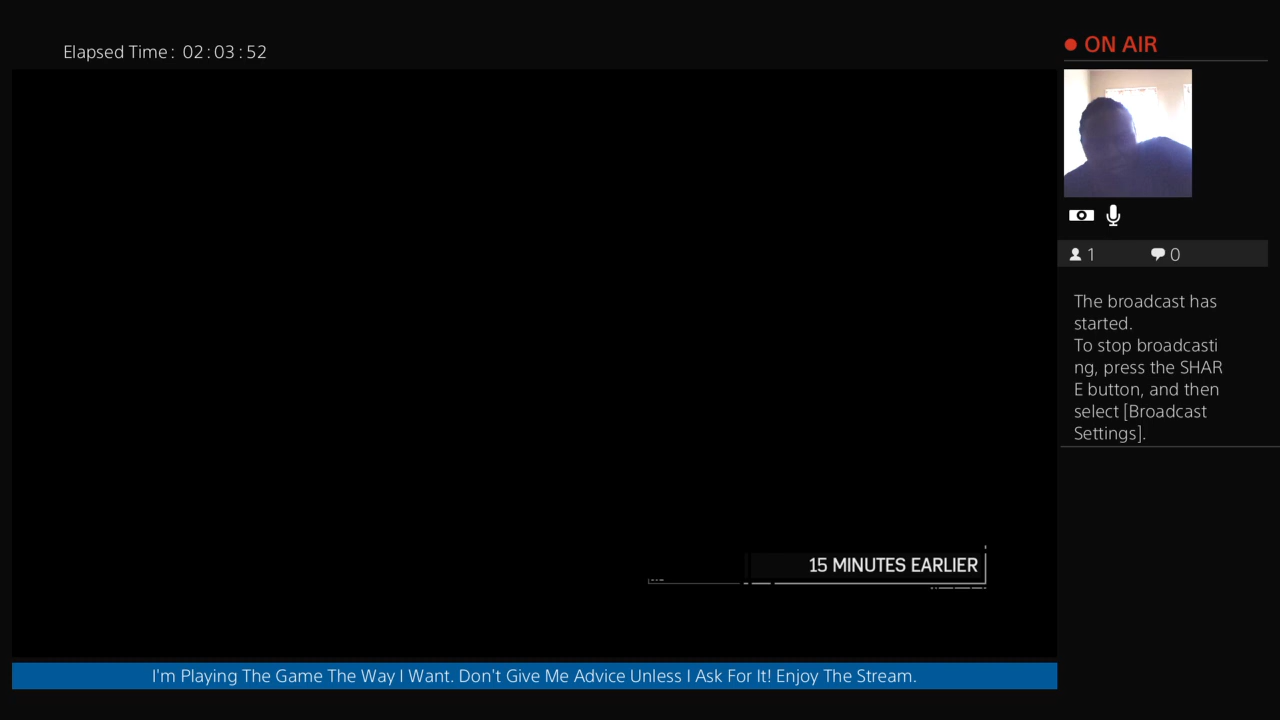 Elapsed Time: 02:03:52
ON AIR
1
0
The broadcast has
started.
To stop broadcasti
ng, press the SHAR
E button, and then
select [Broadcast
Settings].
15 MINUTES EARLIER
I'm Playing The Game The Way I Want. Don't Give Me Advice Unless I Ask For It! Enjoy The Stream.